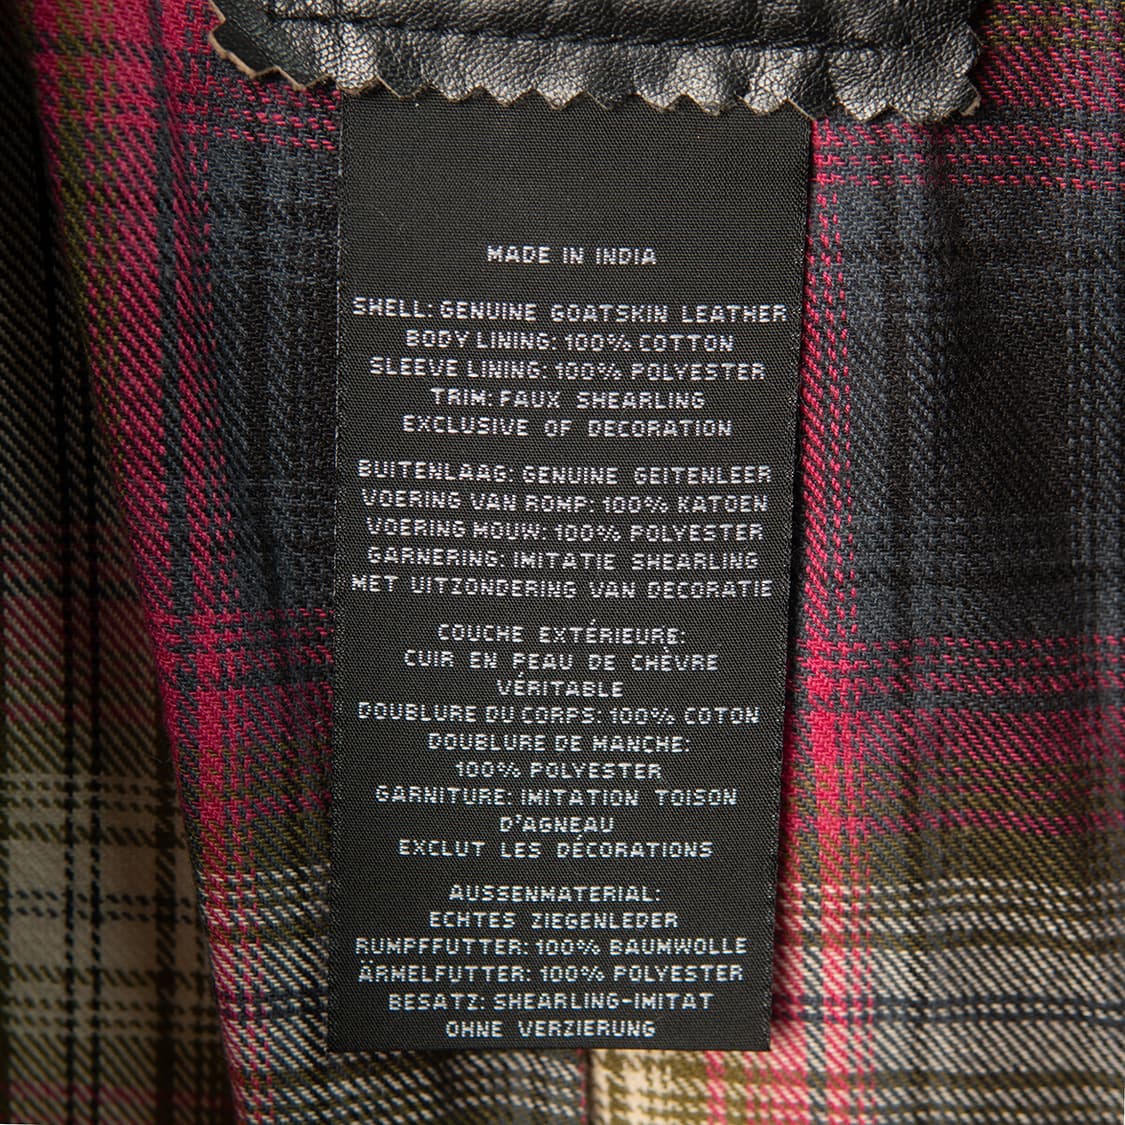 MADE IN INDIA
SHELL: GENUINE GOATSKIN LEATHER
BODY LINING: 100% COTTON
SLEEVE LINING: 100% POLYESTER
TRIM: FAUX SHEARLING
EXCLUSIVE OF DECORATION
BUITENLAAG: GENUINE GEITENLEER
VOERING VAN ROMP: 100% KATOEN
VOERING MOUW: 100% POLYESTER
GARNERING: IMITATIE SHEARLING
MET UITZONDERING VAN DECORATIE
COUCHE EXTÉRIEURE:
CUIR EN PEAU DE CHÈVRE
VÉRITABLE
DOUBLURE DU CORPS: 100% COTON
DOUBLURE DE MANCHE:
100% POLYESTER
GARNITURE: IMITATION TOISON
D'AGNEAU
EXCLUT LES DÉCORATIONS
AUSSENMATERIAL:
ECHTES ZIEGENLEDER
RUMPFFUTTER: 100% BAUMWOLLE
ÄRMELFUTTER: 100% POLYESTER
BESATZ: SHEARLING-IMITAT
OHNE VERZIERUNG